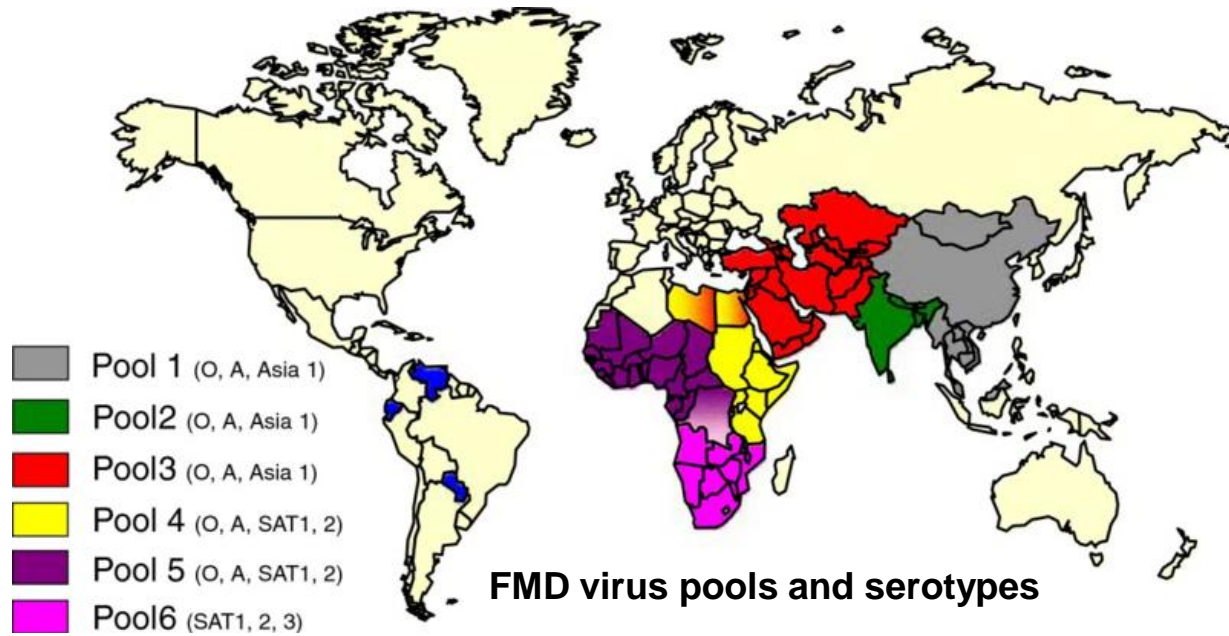 Pool 1 (O, A, Asia 1)
Pool2 (O, A, Asia 1)
Pool3 (O, A, Asia 1)
Pool 4 (O, A, SAT1, 2)
Pool 5 (O, A, SAT1, 2)
Pool6 (SAT1, 2, 3)
FMD virus pools and serotypes